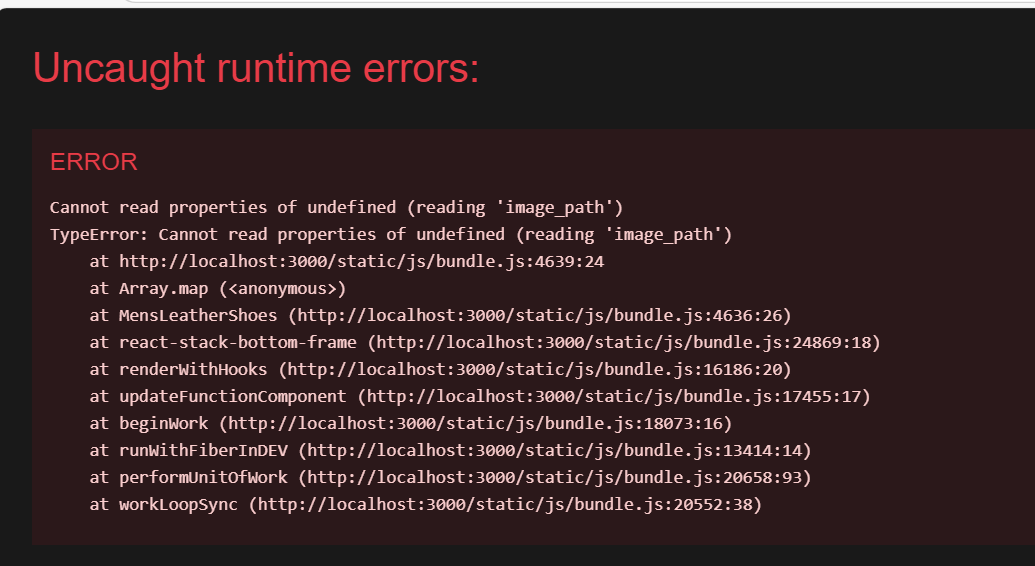 Uncaught runtime errors:
ERROR
Cannot read properties of undefined (reading 'image_path')
TypeError: Cannot read properties of undefined (reading 'image_path')
    at http://localhost:3000/static/js/bundle.js:4639:24
    at Array.map (<anonymous>)
    at MensLeatherShoes (http://localhost:3000/static/js/bundle.js:4636:26)
    at react-stack-bottom-frame (http://localhost:3000/static/js/bundle.js:24869:18)
    at renderWithHooks (http://localhost:3000/static/js/bundle.js:16186:20)
    at updateFunctionComponent (http://localhost:3000/static/js/bundle.js:17455:17)
    at beginWork (http://localhost:3000/static/js/bundle.js:18073:16)
    at runWithFiberInDEV (http://localhost:3000/static/js/bundle.js:13414:14)
    at performUnitOfWork (http://localhost:3000/static/js/bundle.js:20658:93)
    at workLoopSync (http://localhost:3000/static/js/bundle.js:20552:38)